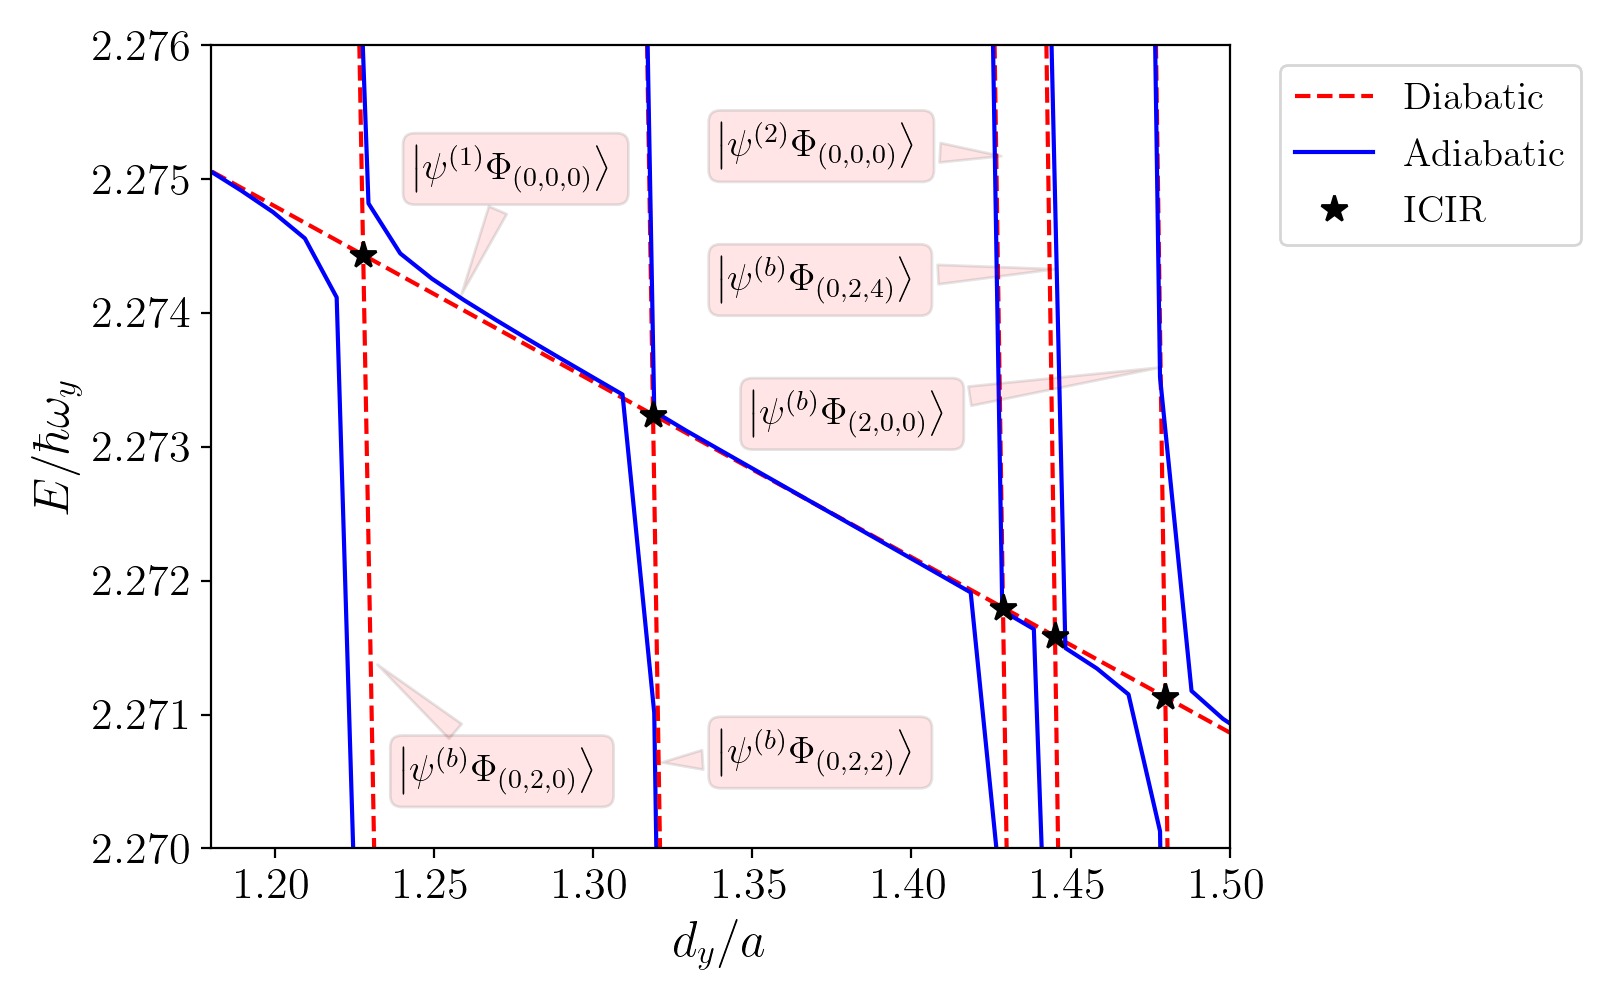 2.276
2.275
2.274
2.273
2.272
2.271
2.270
E/ħω_y
1.20 1.25 1.30 1.35 1.40 1.45 1.50
d_y/a
|ψ^(1)Φ_(0,0,0)⟩
|ψ^(2)Φ_(0,0,0)⟩
|ψ^(b)Φ_(0,2,4)⟩
|ψ^(b)Φ_(2,0,0)⟩
|ψ^(b)Φ_(0,2,0)⟩
|ψ^(b)Φ_(0,2,2)⟩
Diabatic
Adiabatic
ICIR